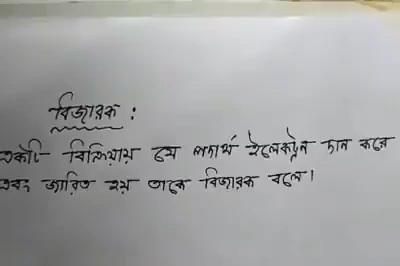 বিজারক :
একটি বিক্রিয়ায় যে পদার্থ ইলেকট্রন দান করে
এবং জারিত হয় তাকে বিজারক বলে।